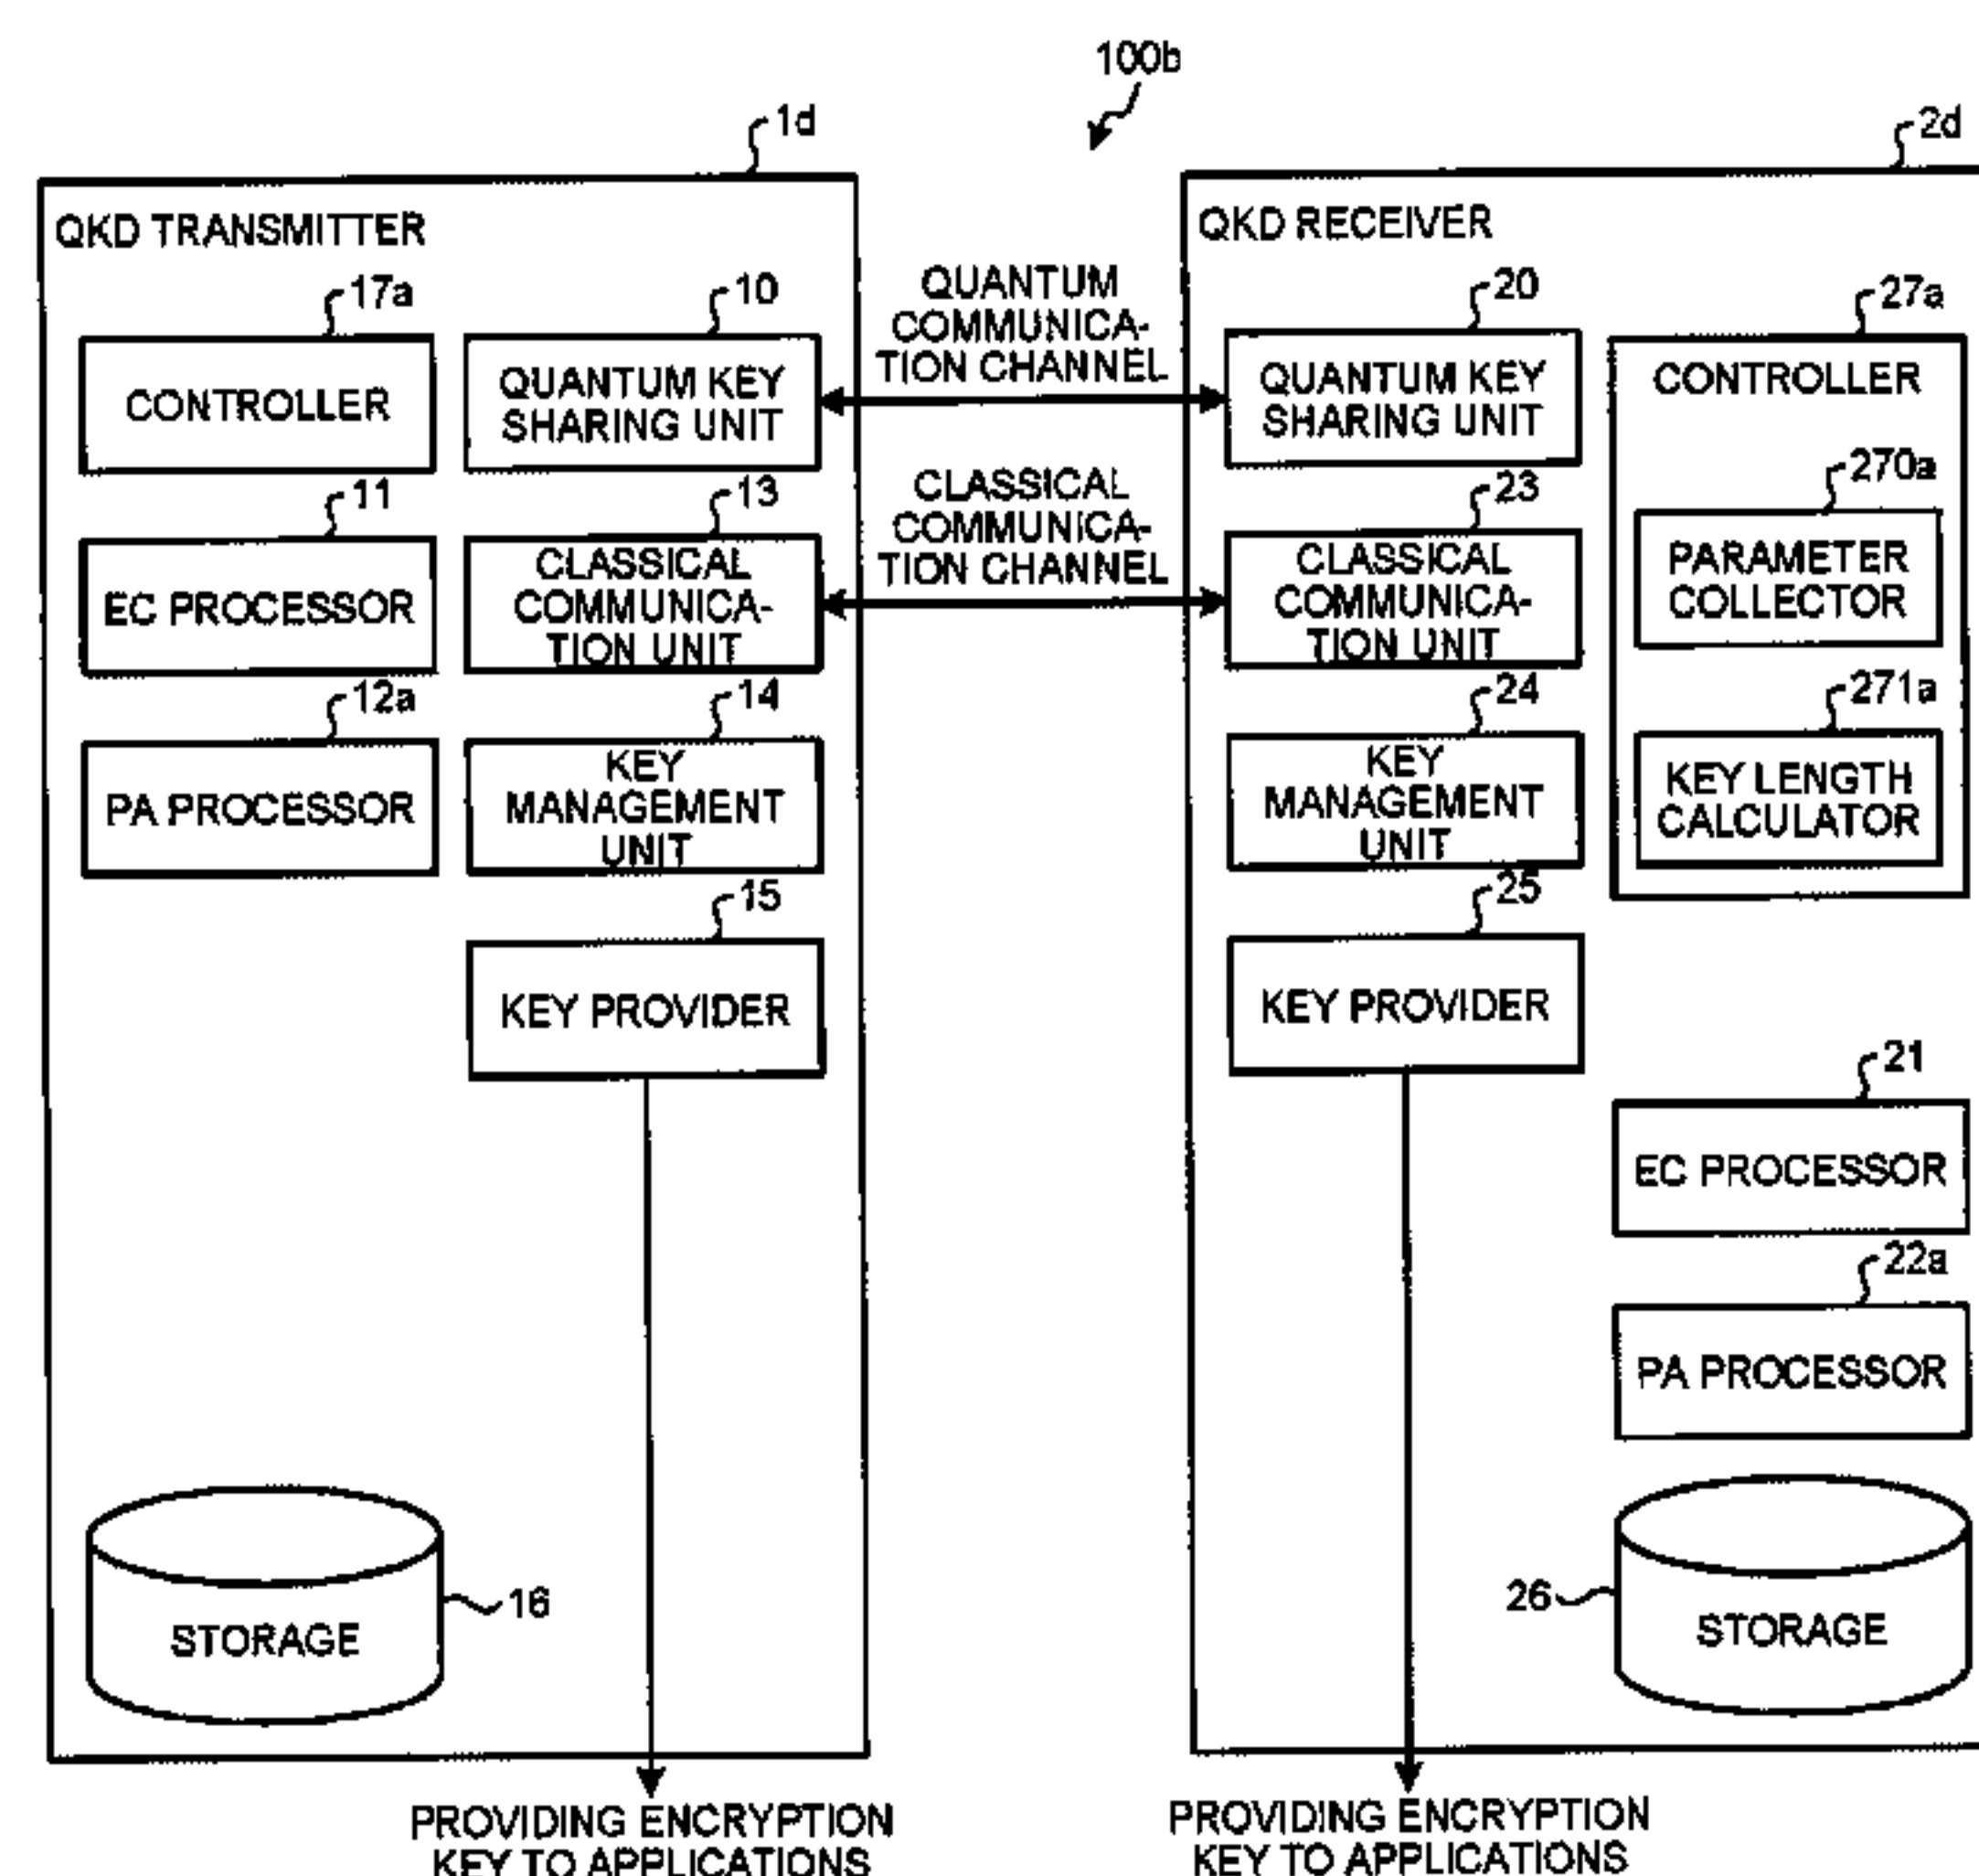 100b
1d
2d
QKD TRANSMITTER
17a
CONTROLLER
10
QUANTUM KEY
SHARING UNIT
11
EC PROCESSOR
13
CLASSICAL
COMMUNICA-
TION UNIT
12a
PA PROCESSOR
14
KEY
MANAGEMENT
UNIT
15
KEY PROVIDER
16
STORAGE
PROVIDING ENCRYPTION
KEY TO APPLICATIONS
QUANTUM
COMMUNICA-
TION CHANNEL
CLASSICAL
COMMUNICA-
TION CHANNEL
QKD RECEIVER
20
QUANTUM KEY
SHARING UNIT
27a
CONTROLLER
270a
PARAMETER
COLLECTOR
271a
KEY LENGTH
CALCULATOR
23
CLASSICAL
COMMUNICA-
TION UNIT
24
KEY
MANAGEMENT
UNIT
25
KEY PROVIDER
21
EC PROCESSOR
22a
PA PROCESSOR
26
STORAGE
PROVIDING ENCRYPTION
KEY TO APPLICATIONS